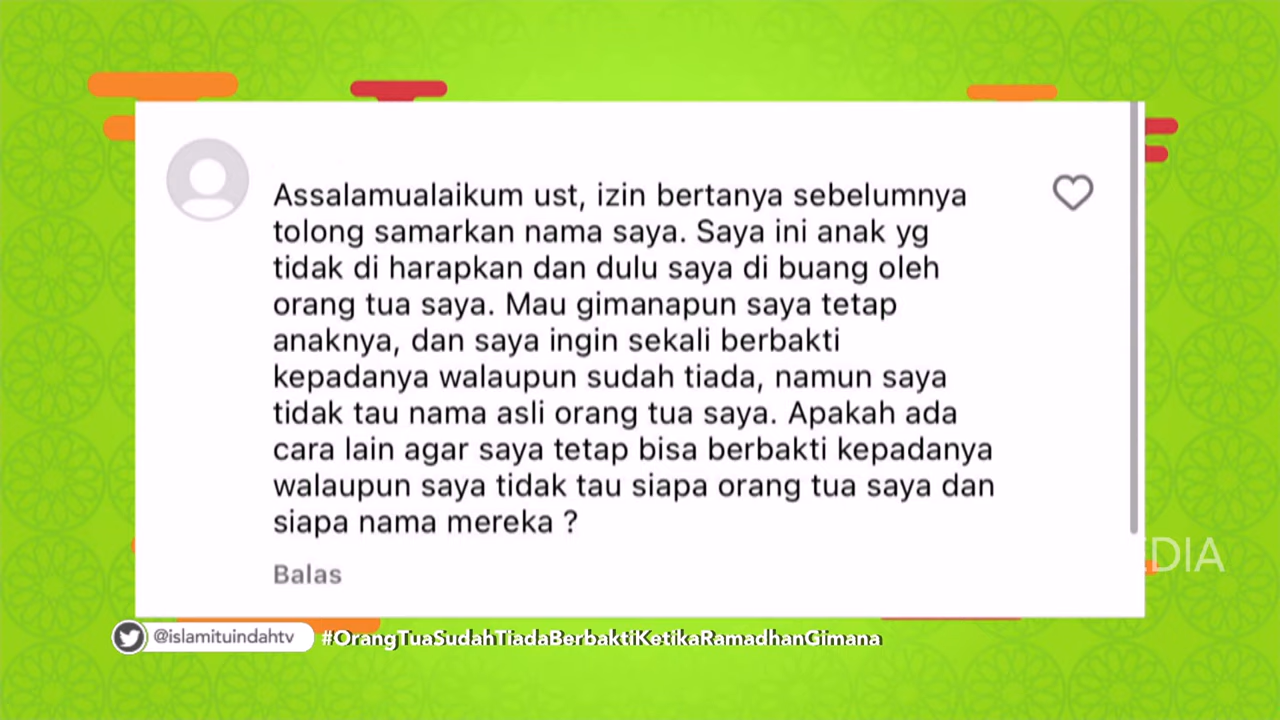 Assalamualaikum ust, izin bertanya sebelumnya
tolong samarkan nama saya. Saya ini anak yg
tidak di harapkan dan dulu saya di buang oleh
orang tua saya. Mau gimanapun saya tetap
anaknya, dan saya ingin sekali berbakti
kepadanya walaupun sudah tiada, namun saya
tidak tau nama asli orang tua saya. Apakah ada
cara lain agar saya tetap bisa berbakti kepadanya
walaupun saya tidak tau siapa orang tua saya dan
siapa nama mereka ?
Balas
@islamituindahtv #OrangTuaSudahTiadaBerbaktiKetikaRamadhanGimana